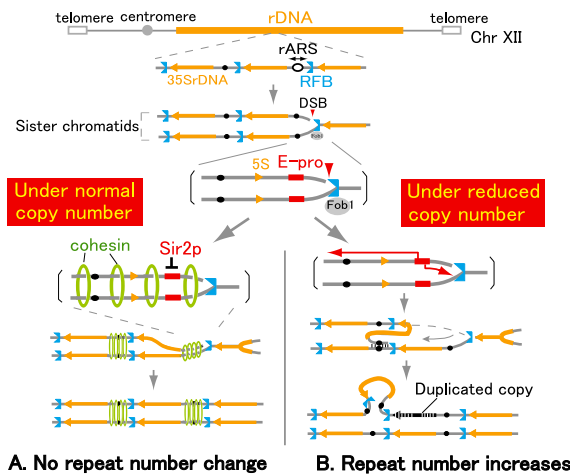 telomere centromere rDNA telomere
Chr XII
rARS
35SrDNA RFB
DSB
Sister chromatids
Fob1
5S E-pro
Under normal
copy number
Under reduced
copy number
Fob1
cohesin Sir2p
Duplicated copy
A. No repeat number change B. Repeat number increases